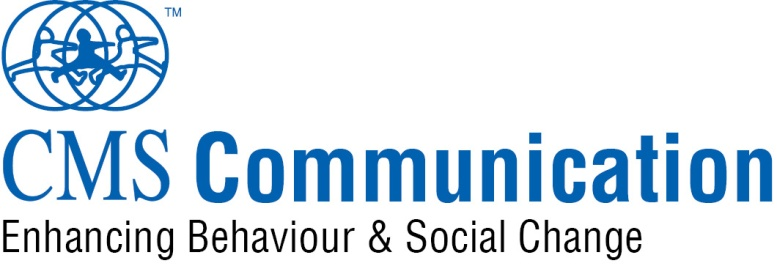 TM
CMS Communication
Enhancing Behaviour & Social Change